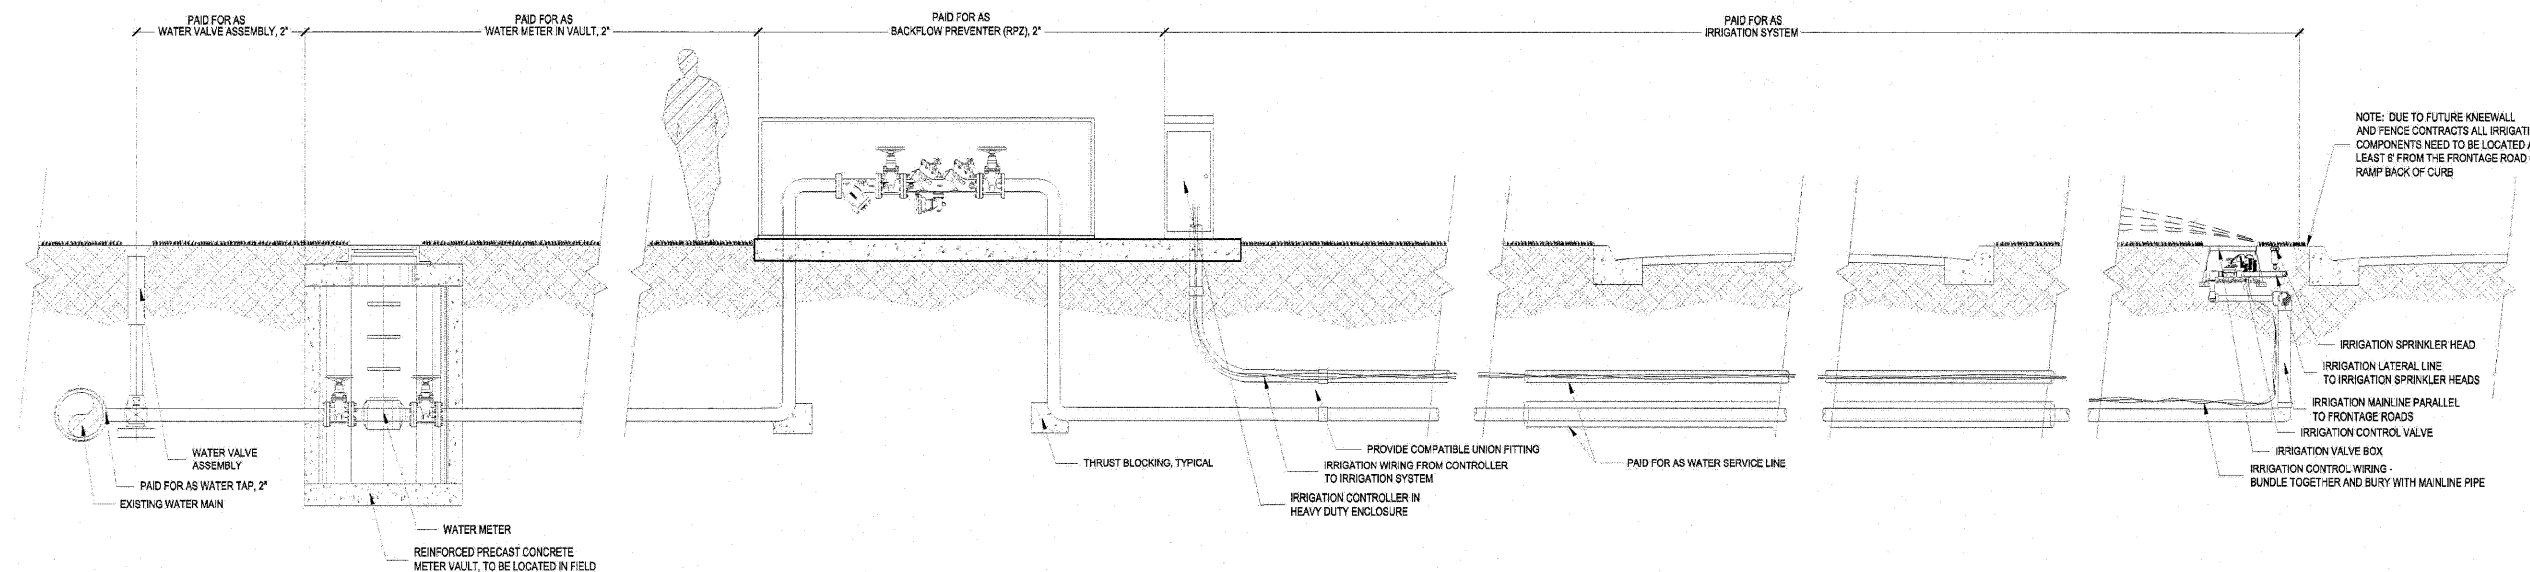 PAID FOR AS
WATER VALVE ASSEMBLY, 2"
PAID FOR AS
WATER METER IN VAULT, 2"
PAID FOR AS
BACKFLOW PREVENTER (RPZ), 2"
PAID FOR AS
IRRIGATION SYSTEM
NOTE: DUE TO FUTURE KNEEWALL
AND FENCE CONTRACTS ALL IRRIGATI
COMPONENTS NEED TO BE LOCATED A
LEAST 6' FROM THE FRONTAGE ROAD
RAMP BACK OF CURB
WATER VALVE
ASSEMBLY
PAID FOR AS WATER TAP, 2"
EXISTING WATER MAIN
WATER METER
REINFORCED PRECAST CONCRETE
METER VAULT, TO BE LOCATED IN FIELD
THRUST BLOCKING, TYPICAL
PROVIDE COMPATIBLE UNION FITTING
IRRIGATION WIRING FROM CONTROLLER
TO IRRIGATION SYSTEM
IRRIGATION CONTROLLER IN
HEAVY DUTY ENCLOSURE
PAID FOR AS WATER SERVICE LINE
IRRIGATION SPRINKLER HEAD
IRRIGATION LATERAL LINE
TO IRRIGATION SPRINKLER HEADS
IRRIGATION MAINLINE PARALLEL
TO FRONTAGE ROADS
IRRIGATION CONTROL VALVE
IRRIGATION VALVE BOX
IRRIGATION CONTROL WIRING -
BUNDLE TOGETHER AND BURY WITH MAINLINE PIPE